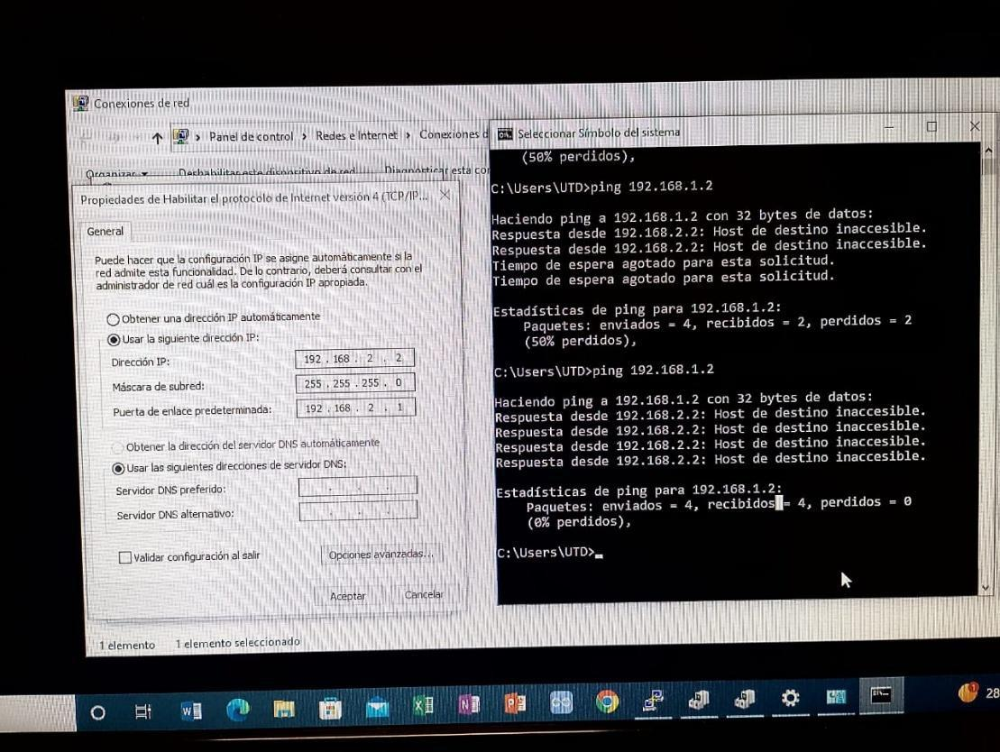 Conexiones de red
Panel de control > Redes e Internet > Conexiones d
Organizar Deshabilitar este dispositivo de red Diagnosticar esta con
Propiedades de Habilitar el protocolo de Internet versión 4 (TCP/IP...
General
Puede hacer que la configuración IP se asigne automáticamente si la
red admite esta funcionalidad. De lo contrario, deberá consultar con el
administrador de red cuál es la configuración IP apropiada.
Obtener una dirección IP automáticamente
Usar la siguiente dirección IP:
Dirección IP: 192 . 168 . 2 . 2
Máscara de subred: 255 . 255 . 255 . 0
Puerta de enlace predeterminada: 192 . 168 . 2 . 1
Obtener la dirección del servidor DNS automáticamente
Usar las siguientes direcciones de servidor DNS:
Servidor DNS preferido: . . .
Servidor DNS alternativo: . . .
Validar configuración al salir
Opciones avanzadas...
Aceptar Cancelar
1 elemento 1 elemento seleccionado
Seleccionar Símbolo del sistema
(50% perdidos),
C:\Users\UTD>ping 192.168.1.2
Haciendo ping a 192.168.1.2 con 32 bytes de datos:
Respuesta desde 192.168.2.2: Host de destino inaccesible.
Respuesta desde 192.168.2.2: Host de destino inaccesible.
Tiempo de espera agotado para esta solicitud.
Tiempo de espera agotado para esta solicitud.
Estadísticas de ping para 192.168.1.2:
Paquetes: enviados = 4, recibidos = 2, perdidos = 2
(50% perdidos),
C:\Users\UTD>ping 192.168.1.2
Haciendo ping a 192.168.1.2 con 32 bytes de datos:
Respuesta desde 192.168.2.2: Host de destino inaccesible.
Respuesta desde 192.168.2.2: Host de destino inaccesible.
Respuesta desde 192.168.2.2: Host de destino inaccesible.
Respuesta desde 192.168.2.2: Host de destino inaccesible.
Estadísticas de ping para 192.168.1.2:
Paquetes: enviados = 4, recibidos = 4, perdidos = 0
(0% perdidos),
C:\Users\UTD>
28